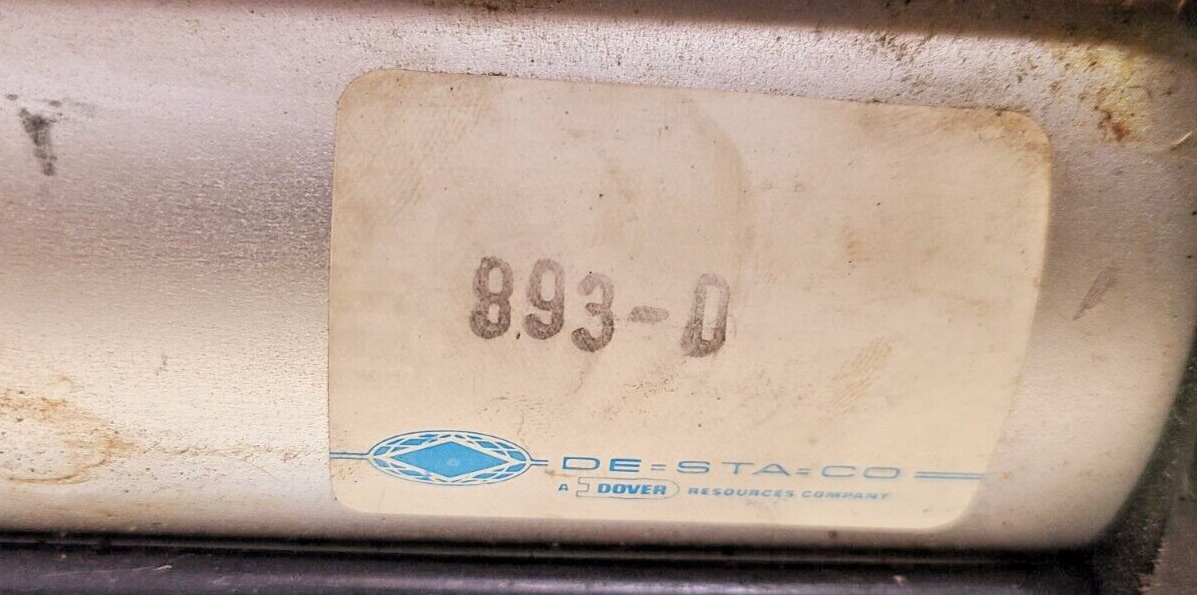 893-D
DE=STA=CO
A DOVER RESOURCES COMPANY